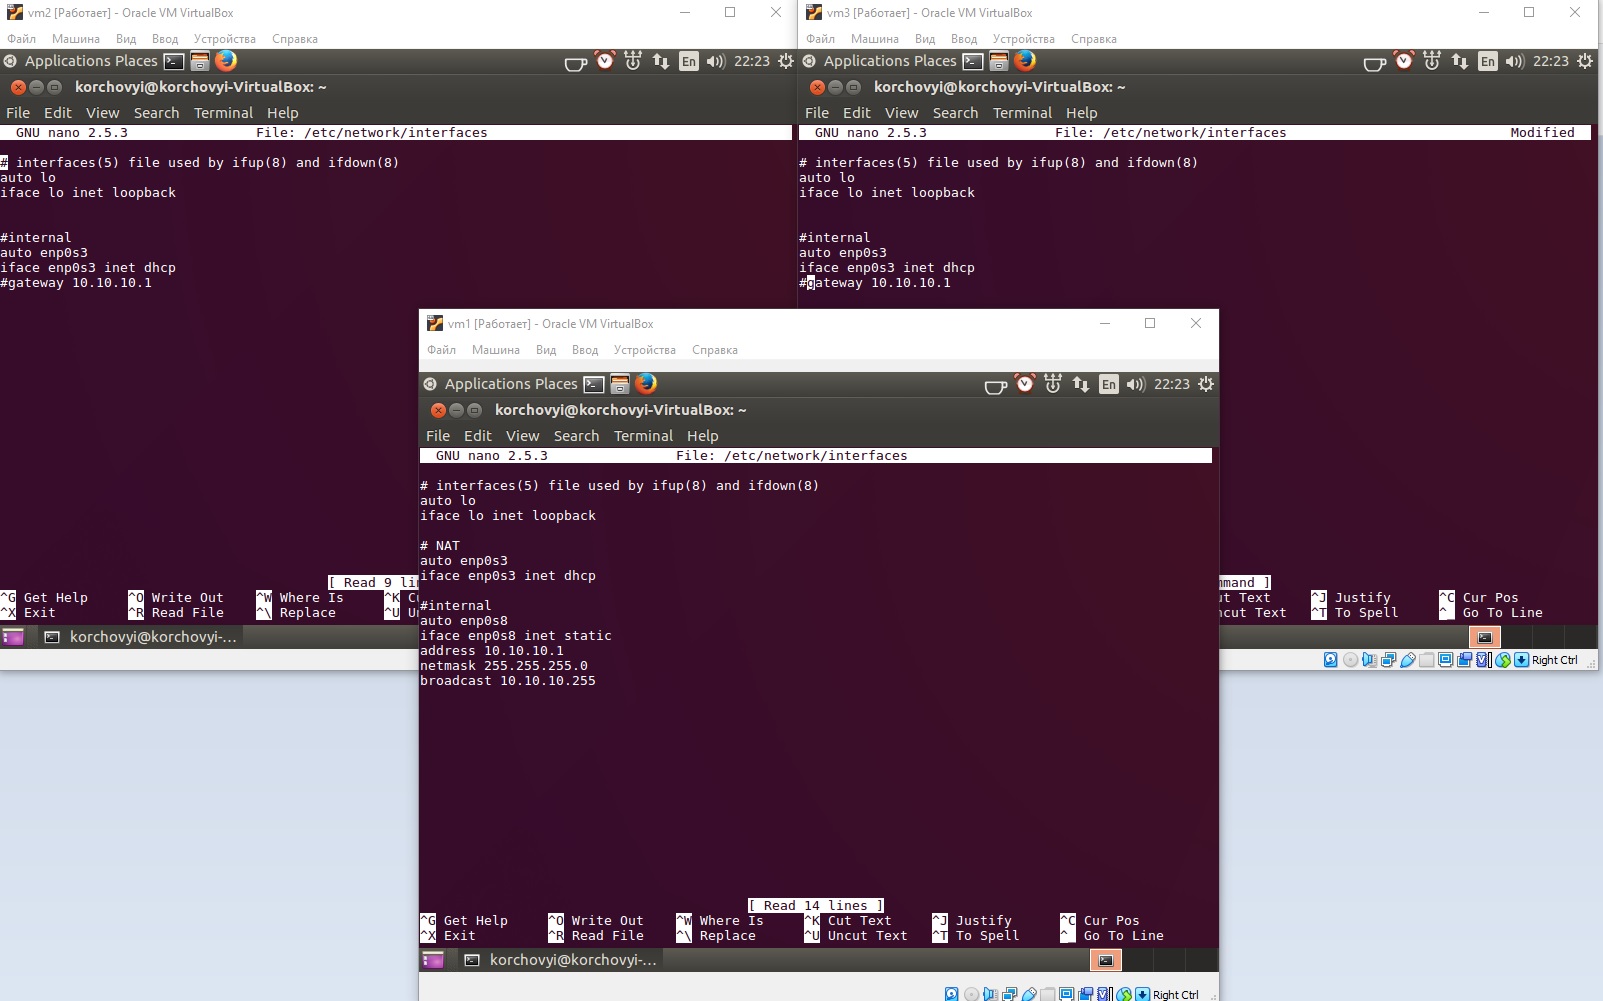 vm2 [Работает] - Oracle VM VirtualBox
Файл Машина Вид Ввод Устройства Справка
Applications Places En 22:23
korchovyi@korchovyi-VirtualBox: ~
File Edit View Search Terminal Help
GNU nano 2.5.3 File: /etc/network/interfaces
# interfaces(5) file used by ifup(8) and ifdown(8)
auto lo
iface lo inet loopback
#internal
auto enp0s3
iface enp0s3 inet dhcp
#gateway 10.10.10.1
[ Read 9 li
^G Get Help ^O Write Out ^W Where Is ^K Cu
^X Exit ^R Read File ^\ Replace ^U Un
korchovyi@korchovyi-...
vm3 [Работает] - Oracle VM VirtualBox
Файл Машина Вид Ввод Устройства Справка
Applications Places En 22:23
korchovyi@korchovyi-VirtualBox: ~
File Edit View Search Terminal Help
GNU nano 2.5.3 File: /etc/network/interfaces Modified
# interfaces(5) file used by ifup(8) and ifdown(8)
auto lo
iface lo inet loopback
#internal
auto enp0s3
iface enp0s3 inet dhcp
#gateway 10.10.10.1
mmand ]
ut Text ^J Justify ^C Cur Pos
ncut Text ^T To Spell ^_ Go To Line
Right Ctrl
vm1 [Работает] - Oracle VM VirtualBox
Файл Машина Вид Ввод Устройства Справка
Applications Places En 22:23
korchovyi@korchovyi-VirtualBox: ~
File Edit View Search Terminal Help
GNU nano 2.5.3 File: /etc/network/interfaces
# interfaces(5) file used by ifup(8) and ifdown(8)
auto lo
iface lo inet loopback
# NAT
auto enp0s3
iface enp0s3 inet dhcp
#internal
auto enp0s8
iface enp0s8 inet static
address 10.10.10.1
netmask 255.255.255.0
broadcast 10.10.10.255
[ Read 14 lines ]
^G Get Help ^O Write Out ^W Where Is ^K Cut Text ^J Justify ^C Cur Pos
^X Exit ^R Read File ^\ Replace ^U Uncut Text ^T To Spell ^_ Go To Line
korchovyi@korchovyi-...
Right Ctrl